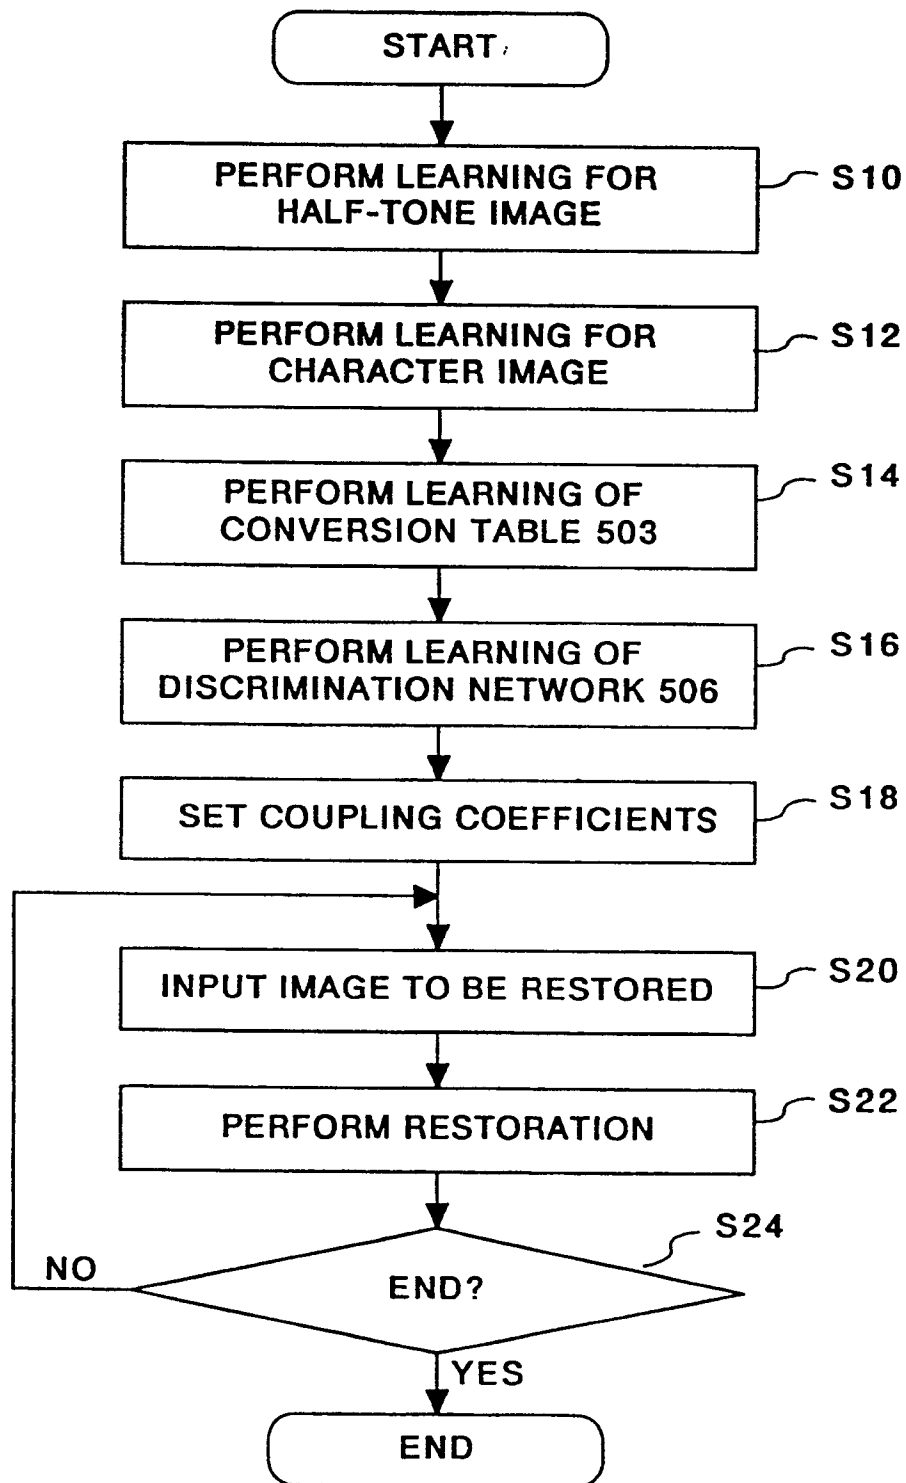 START
PERFORM LEARNING FOR
HALF-TONE IMAGE
S10
PERFORM LEARNING FOR
CHARACTER IMAGE
S12
PERFORM LEARNING OF
CONVERSION TABLE 503
S14
PERFORM LEARNING OF
DISCRIMINATION NETWORK 506
S16
SET COUPLING COEFFICIENTS
S18
INPUT IMAGE TO BE RESTORED
S20
PERFORM RESTORATION
S22
S24
END?
NO
YES
END